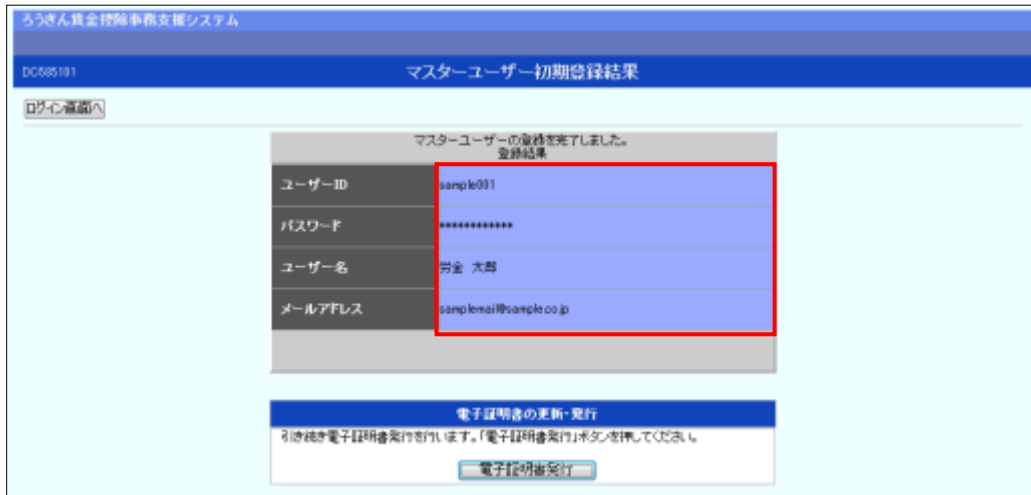 ろうきん賃金控除事務支援システム
DC585101
マスターユーザー初期登録結果
ログイン画面へ
マスターユーザーの登録を完了しました。
登録結果
ユーザーID
sample001
パスワード
************
ユーザー名
労金 太郎
メールアドレス
samplemail@sample.co.jp
電子証明書の更新・発行
引き続き電子証明書発行を行います。「電子証明書発行」ボタンを押してください。
電子証明書発行